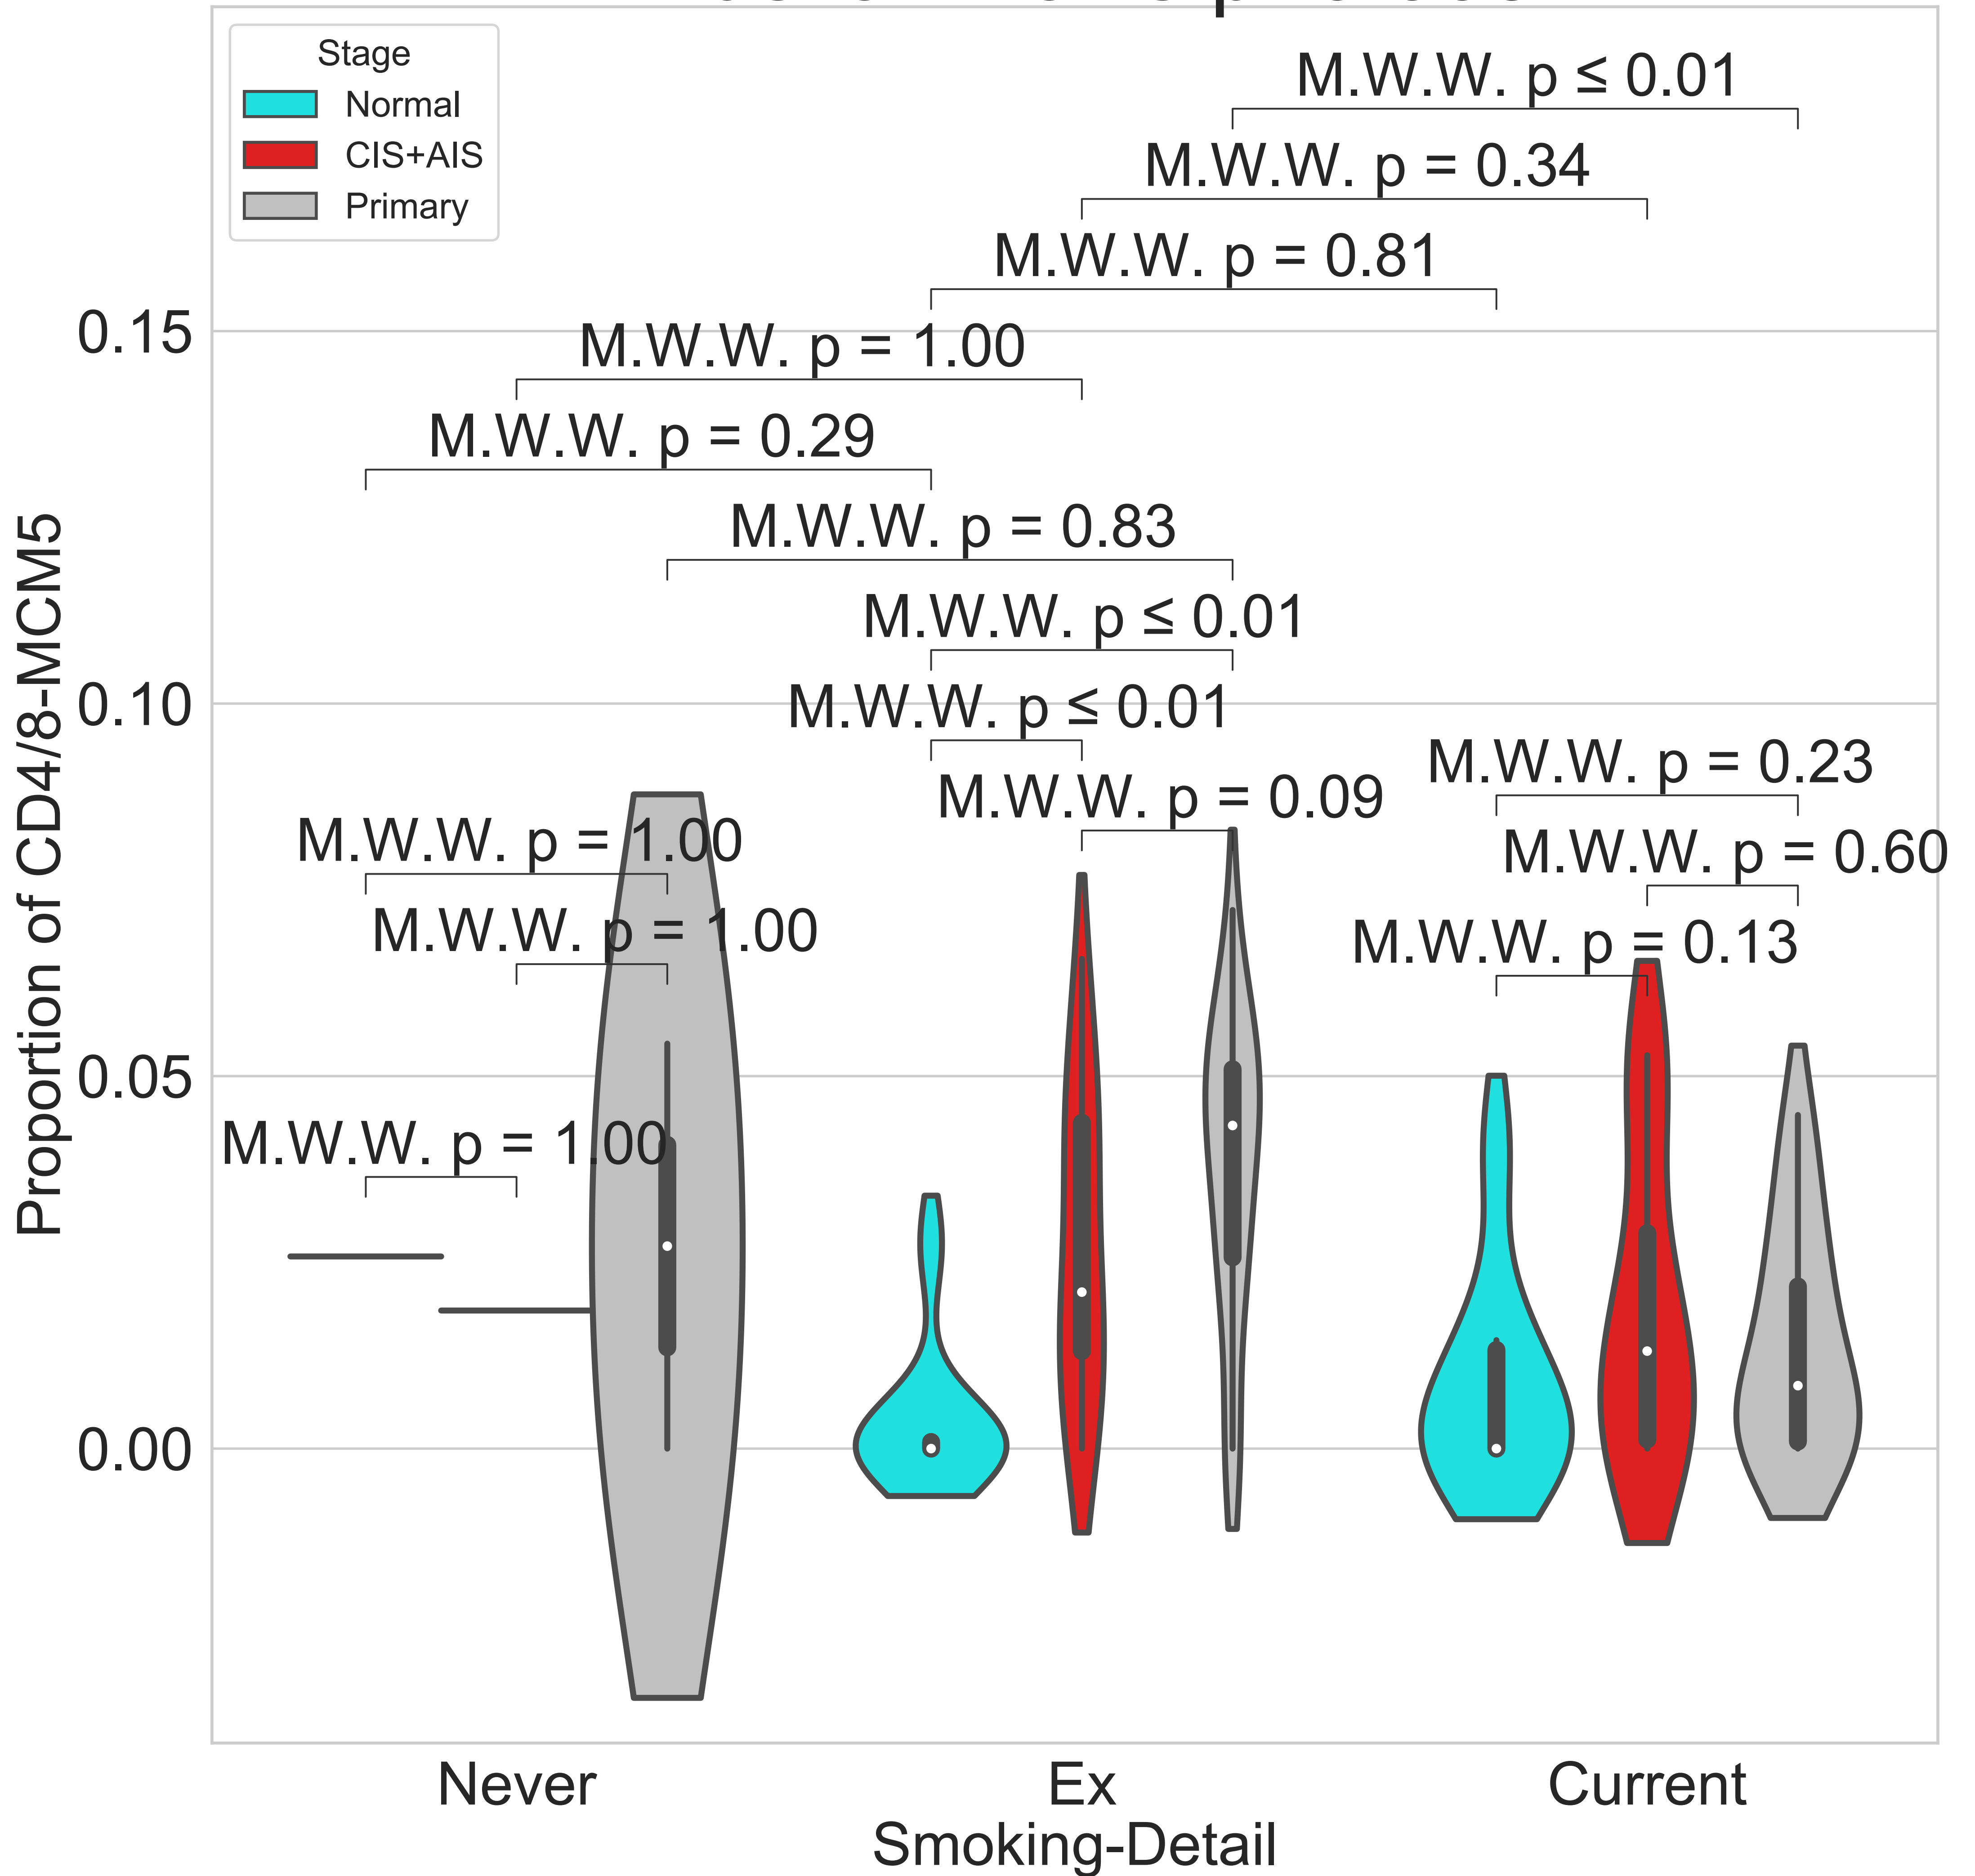 Stage
Normal
CIS+AIS
Primary
M.W.W. p ≤ 0.01
M.W.W. p = 0.34
M.W.W. p = 0.81
M.W.W. p = 1.00
M.W.W. p = 0.29
M.W.W. p = 0.83
M.W.W. p ≤ 0.01
M.W.W. p ≤ 0.01
M.W.W. p = 0.09
M.W.W. p = 0.23
M.W.W. p = 1.00
M.W.W. p = 0.60
M.W.W. p = 1.00
M.W.W. p = 0.13
M.W.W. p = 1.00
0.15
0.10
0.05
0.00
Proportion of CD4/8-MCM5
Never
Ex
Current
Smoking-Detail